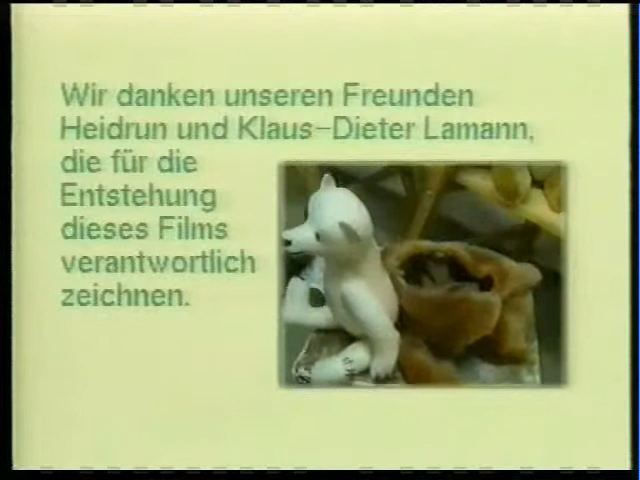 Wir danken unseren Freunden
Heidrun und Klaus-Dieter Lamann,
die für die
Entstehung
dieses Films
verantwortlich
zeichnen.